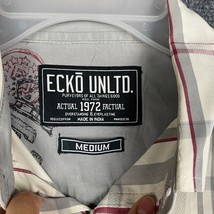 ECKŌ UNLTD.
PURVEYORS OF ALL THINGS GOOD
ACTUAL 1972 FACTUAL
OVERSTANDING & EVERLASTING
MADE IN INDIA
MEDIUM